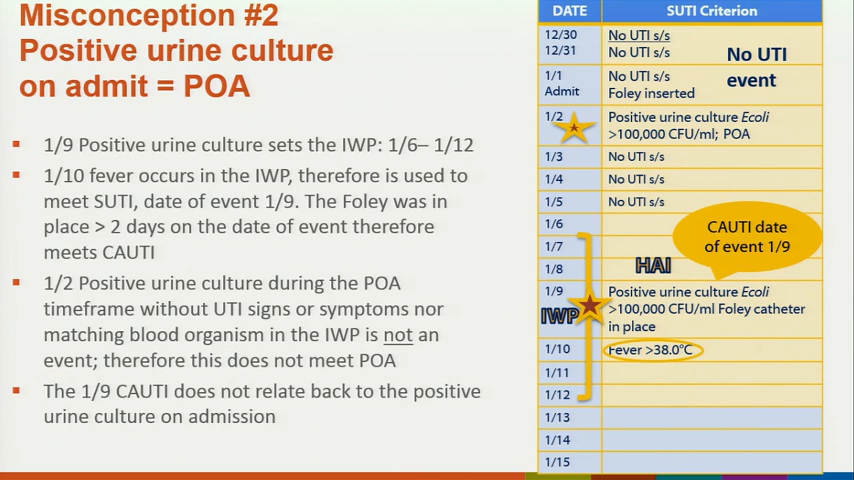 Misconception #2
Positive urine culture
on admit = POA
▪ 1/9 Positive urine culture sets the IWP: 1/6– 1/12
▪ 1/10 fever occurs in the IWP, therefore is used to
meet SUTI, date of event 1/9. The Foley was in
place > 2 days on the date of event therefore
meets CAUTI
▪ 1/2 Positive urine culture during the POA
timeframe without UTI signs or symptoms nor
matching blood organism in the IWP is not an
event; therefore this does not meet POA
▪ The 1/9 CAUTI does not relate back to the positive
urine culture on admission
DATE SUTI Criterion
12/30 No UTI s/s
12/31 No UTI s/s
No UTI
event
1/1 No UTI s/s
Admit Foley inserted
1/2 Positive urine culture Ecoli
>100,000 CFU/ml; POA
1/3 No UTI s/s
1/4 No UTI s/s
1/5 No UTI s/s
1/6
1/7
CAUTI date
of event 1/9
1/8 HAI
1/9 Positive urine culture Ecoli
IWP >100,000 CFU/ml Foley catheter
in place
1/10 Fever >38.0°C
1/11
1/12
1/13
1/14
1/15